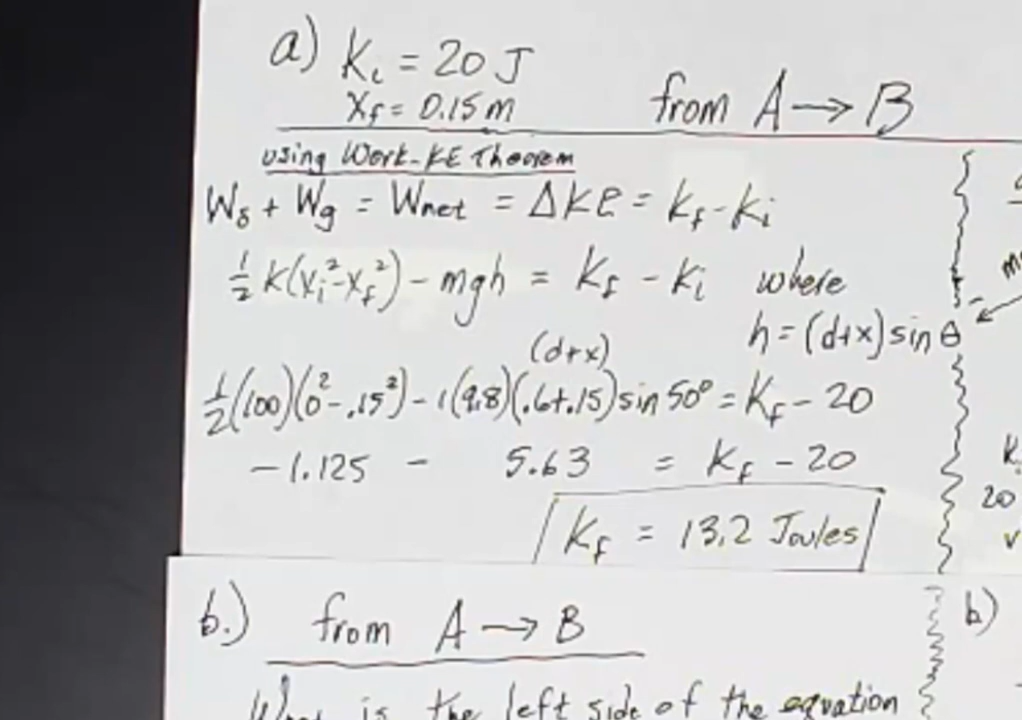 a) Ki = 20 J
xf = 0.15 m
from A → B
using Work-KE Theorem
Ws + Wg = Wnet = ΔKE = kf - ki
½ K(xi² - xf²) - mgh = Kf - Ki where
h = (d+x) sin θ
(d+x)
½(100)(0² - .15²) - 1(9.8)(.6+.15) sin 50° = Kf - 20
- 1.125 - 5.63 = Kf - 20
Kf = 13.2 Joules
20
b.) from A → B
b)
is the left side of the equation